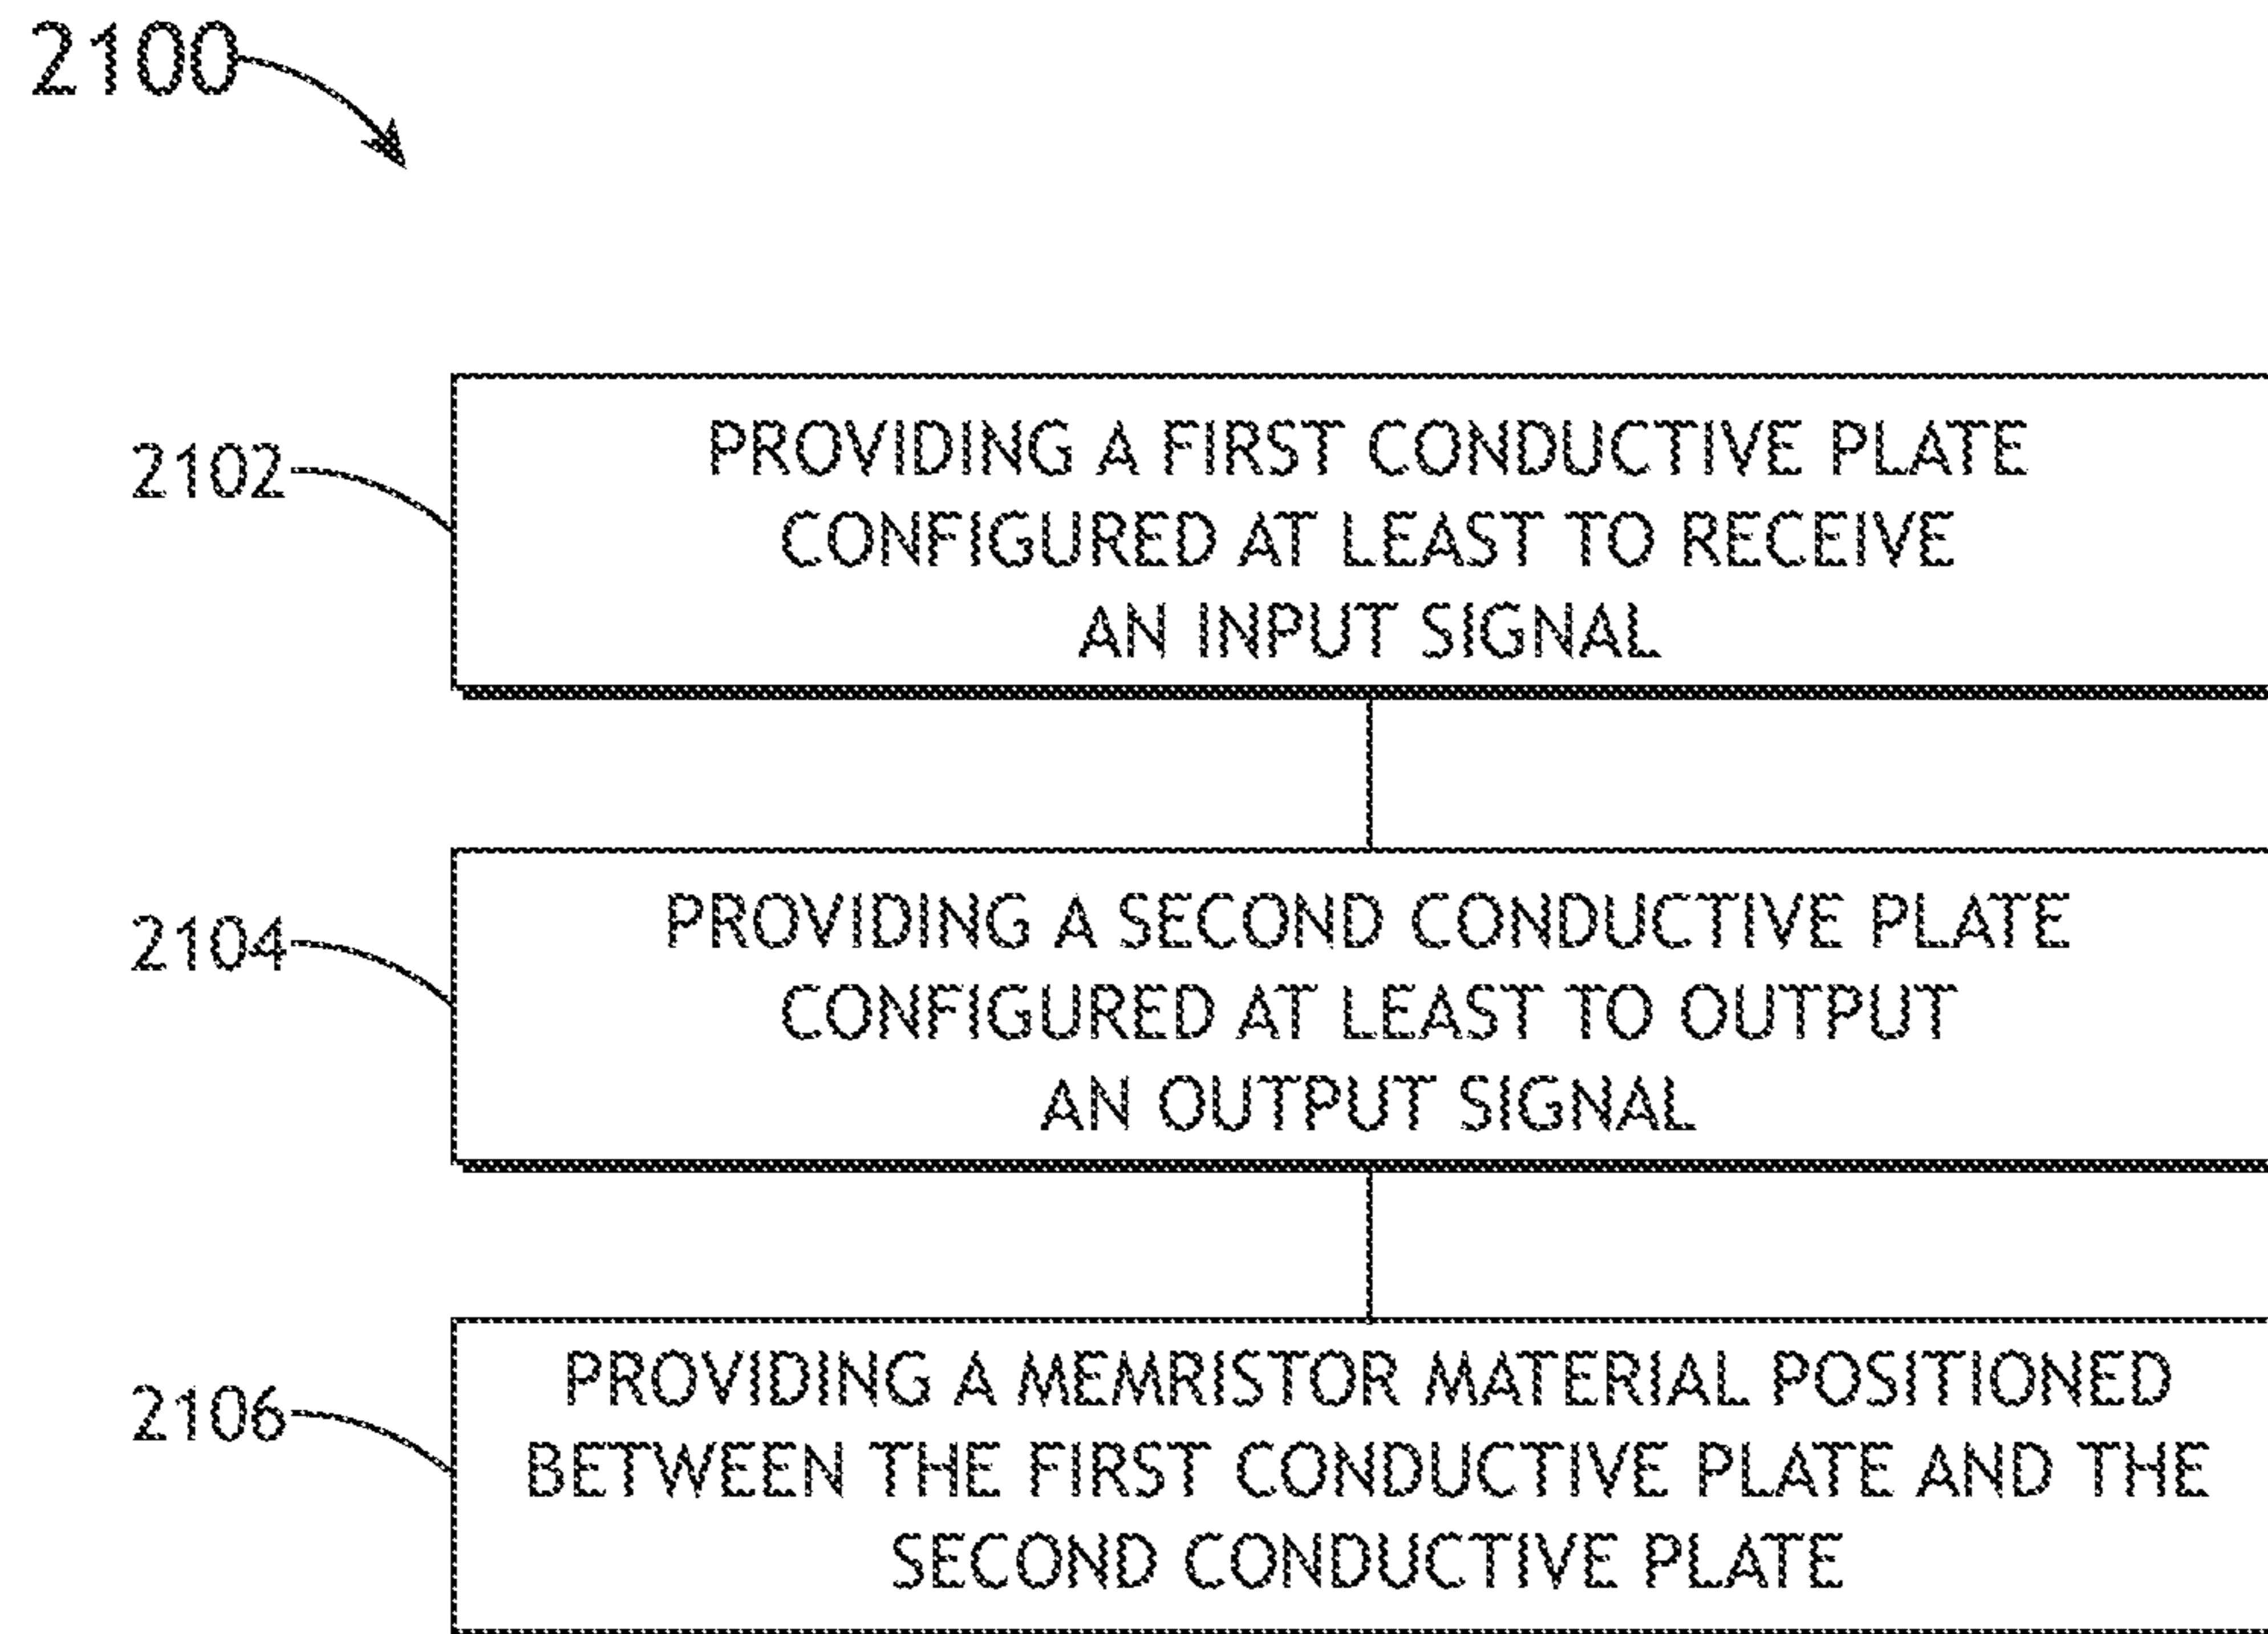 2100
2102
PROVIDING A FIRST CONDUCTIVE PLATE
CONFIGURED AT LEAST TO RECEIVE
AN INPUT SIGNAL
2104
PROVIDING A SECOND CONDUCTIVE PLATE
CONFIGURED AT LEAST TO OUTPUT
AN OUTPUT SIGNAL
2106
PROVIDING A MEMRISTOR MATERIAL POSITIONED
BETWEEN THE FIRST CONDUCTIVE PLATE AND THE
SECOND CONDUCTIVE PLATE